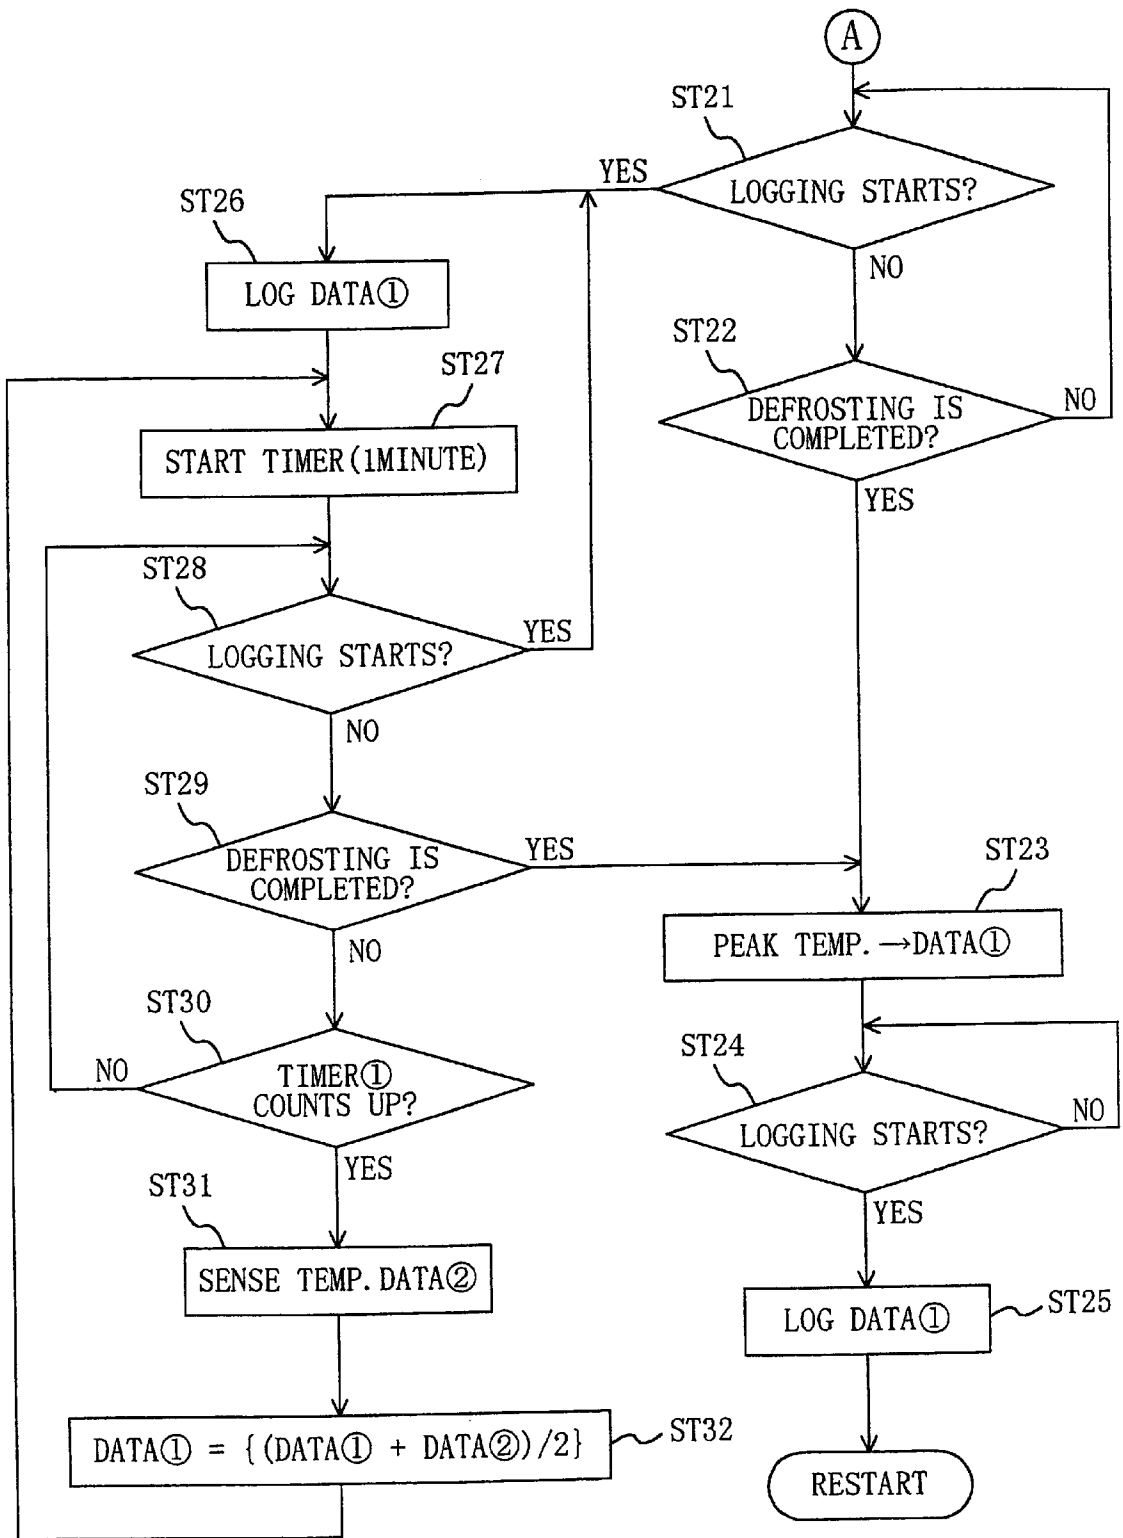 A
ST21
LOGGING STARTS?
YES
NO
ST26
LOG DATA①
ST22
DEFROSTING IS
COMPLETED?
NO
YES
ST27
START TIMER(1MINUTE)
ST28
LOGGING STARTS?
YES
NO
ST29
DEFROSTING IS
COMPLETED?
YES
NO
ST23
PEAK TEMP.→DATA①
ST30
TIMER①
COUNTS UP?
NO
YES
ST24
LOGGING STARTS?
NO
YES
ST31
SENSE TEMP.DATA②
ST25
LOG DATA①
ST32
DATA① = {(DATA① + DATA②)/2}
RESTART